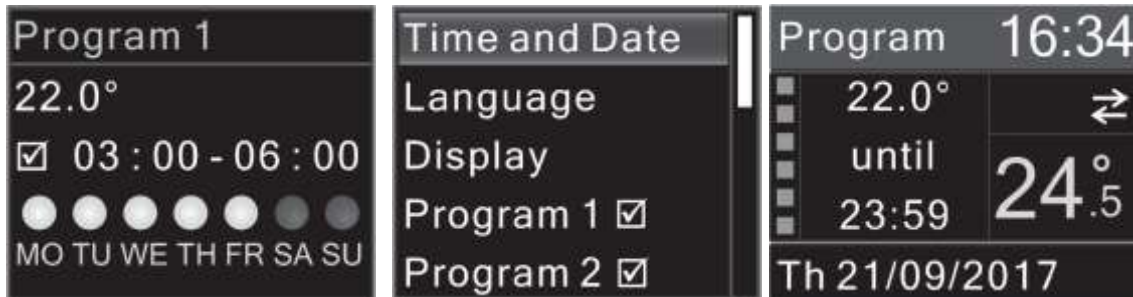 Program 1
22.0°
☑ 03 : 00 - 06 : 00
MO TU WE TH FR SA SU
Time and Date
Language
Display
Program 1 ☑
Program 2 ☑
Program 16:34
22.0°
until
23:59
24.5°
Th 21/09/2017